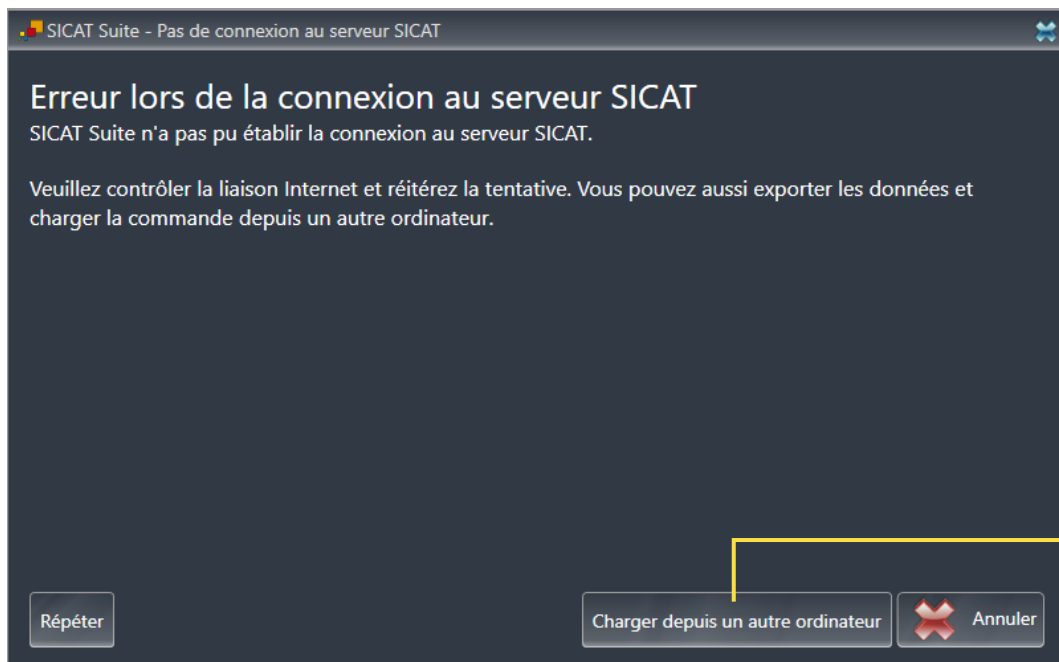 SICAT Suite - Pas de connexion au serveur SICAT
Erreur lors de la connexion au serveur SICAT
SICAT Suite n'a pas pu établir la connexion au serveur SICAT.
Veuillez contrôler la liaison Internet et réitérez la tentative. Vous pouvez aussi exporter les données et
charger la commande depuis un autre ordinateur.
Répéter
Charger depuis un autre ordinateur
Annuler